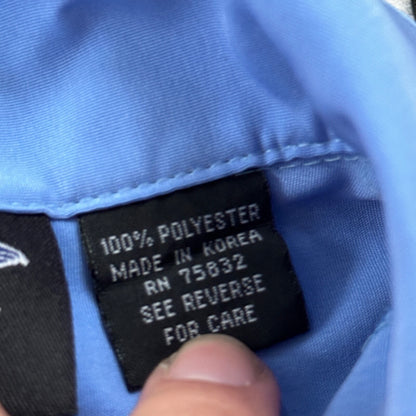 100% POLYESTER
MADE IN KOREA
RN 75832
SEE REVERSE
FOR CARE